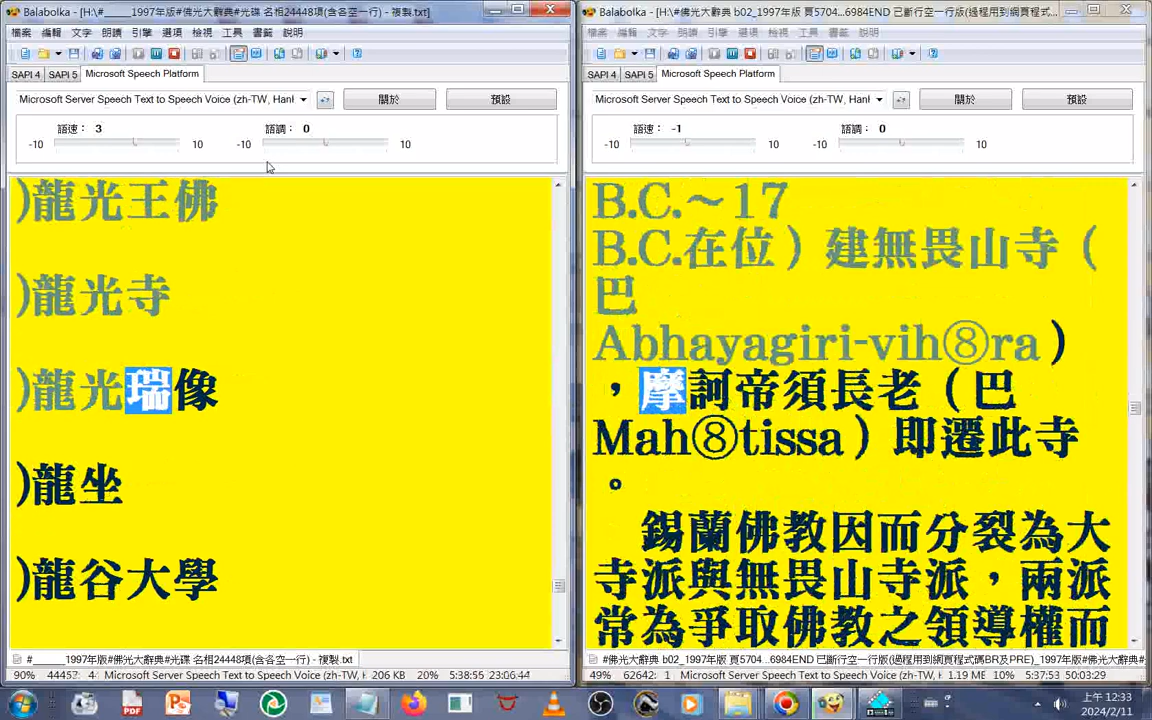 Balabolka - [H:\#_____1997年版#佛光大辭典#光碟 名相24448項(含各空一行) - 複製.txt]
檔案 編輯 文字 朗讀 引擎 選項 檢視 工具 書籤 說明
SAPI 4 SAPI 5 Microsoft Speech Platform
Microsoft Server Speech Text to Speech Voice (zh-TW, Hanl
關於 預設
語速： 3 語調： 0
-10 10 -10 10
)龍光王佛
)龍光寺
)龍光瑞像
)龍坐
)龍谷大學
#_____1997年版#佛光大辭典#光碟 名相24448項(含各空一行) - 複製.txt
90% 44457: 4: Microsoft Server Speech Text to Speech Voice (zh-TW, H 206 KB 20% 5:38:55 23:06.44
Balabolka - [H:\#佛光大辭典 b02_1997年版 頁5704...6984END 已斷行空一行版(過程用到網頁程式...
檔案 編輯 文字 朗讀 引擎 選項 檢視 工具 書籤 說明
SAPI 4 SAPI 5 Microsoft Speech Platform
Microsoft Server Speech Text to Speech Voice (zh-TW, Hanl
關於 預設
語速： -1 語調： 0
-10 10 -10 10
B.C.～17
B.C.在位）建無畏山寺（
巴
Abhayagiri-vih⑧ra）
，摩訶帝須長老（巴
Mah⑧tissa）即遷此寺
。
錫蘭佛教因而分裂為大
寺派與無畏山寺派，兩派
常為爭取佛教之領導權而
#佛光大辭典 b02_1997年版 頁5704...6984END 已斷行空一行版(過程用到網頁程式碼BR及PRE)_1997年版#佛光大辭典#
49% 62642: 1 Microsoft Server Speech Text to Speech Voice (zh-TW, H 1.19 ME 10% 5:37:53 50:03.29
上午 12:33
2024/2/11